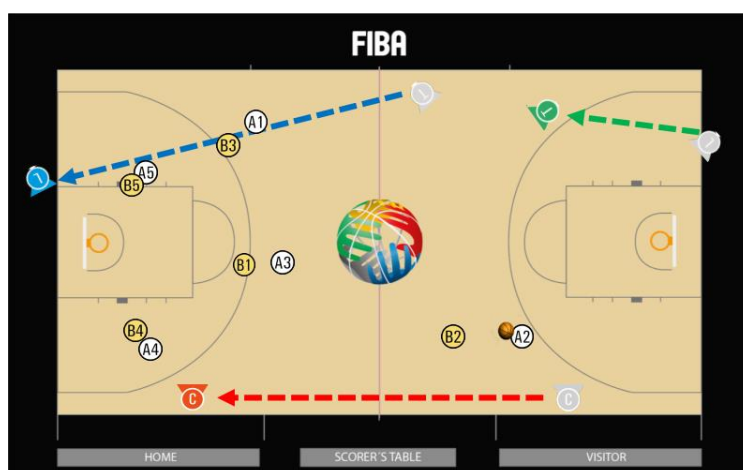 FIBA
L
T
A1
T
B3
A5
L
B5
A3
B1
B4
B2
A2
A4
C
C
HOME
SCORER´S TABLE
VISITOR